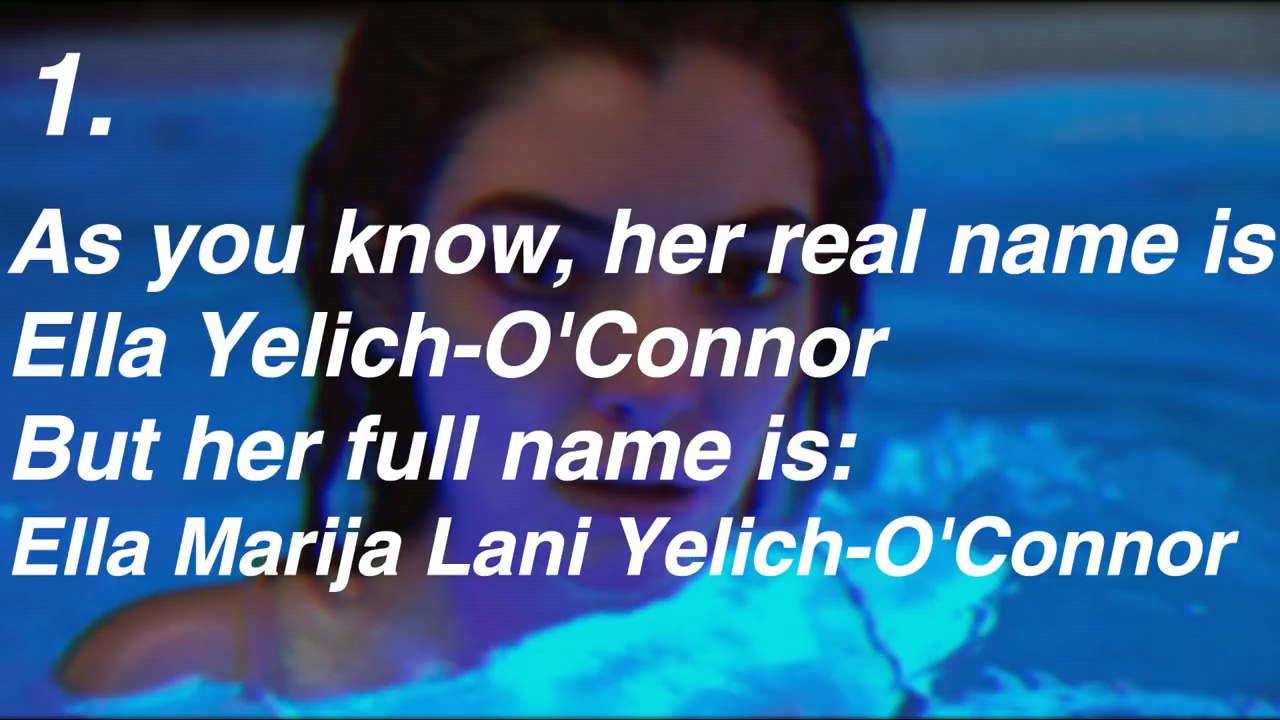 1.
As you know, her real name is
Ella Yelich-O'Connor
But her full name is:
Ella Marija Lani Yelich-O'Connor